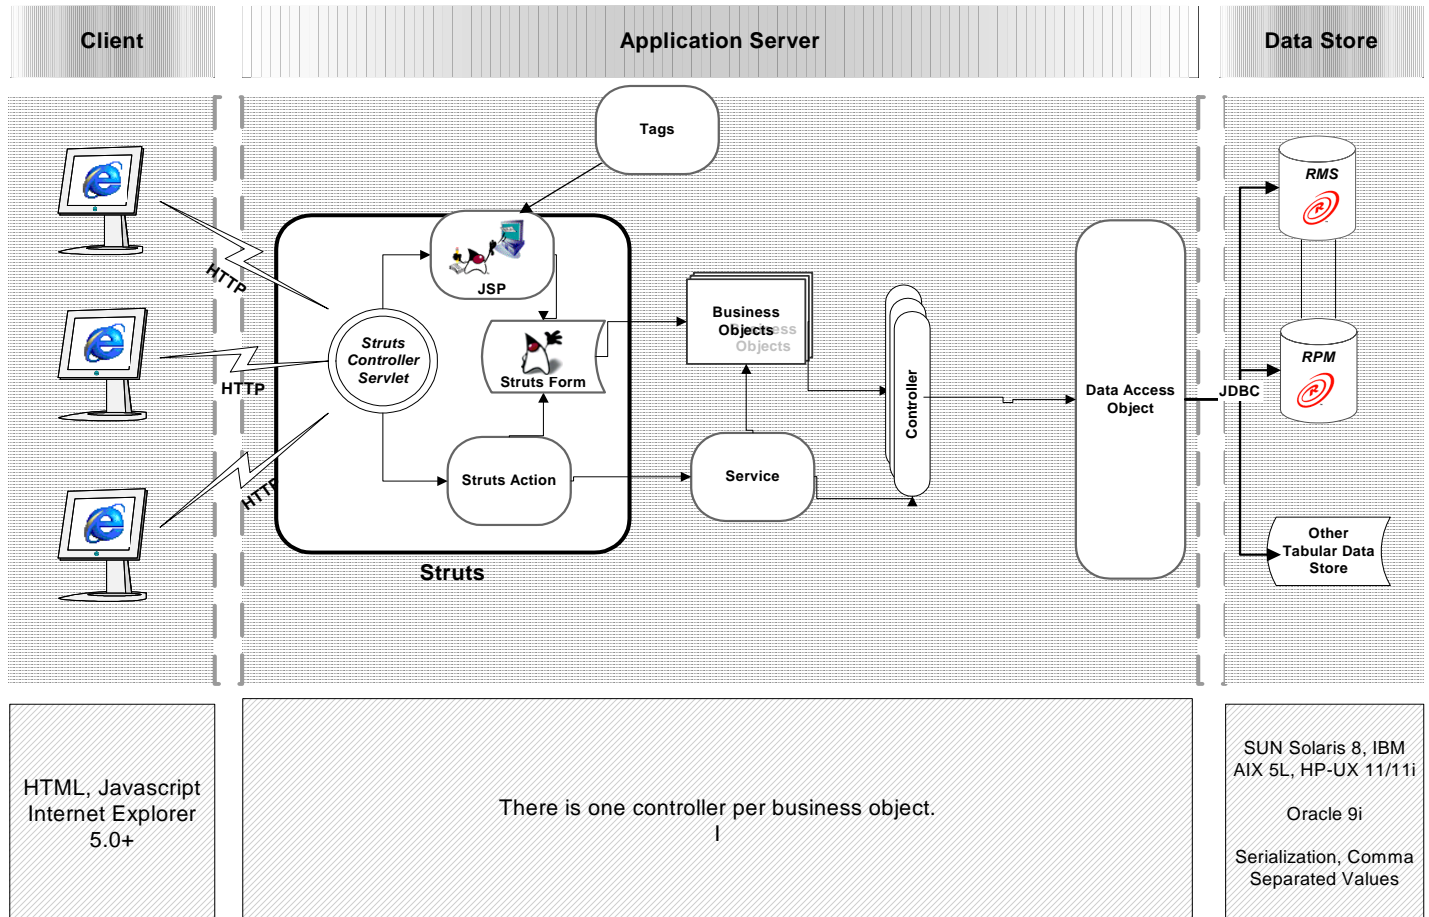 Client
Application Server
Data Store
Tags
RMS
R
HTTP
JSP
Struts
Controller
Servlet
Business
Objects
Business
Objects
Struts Form
HTTP
Controller
Data Access
Object
JDBC
RPM
R
HTTP
Struts Action
Service
Struts
Other
Tabular Data
Store
HTML, Javascript
Internet Explorer
5.0+
There is one controller per business object.
I
SUN Solaris 8, IBM
AIX 5L, HP-UX 11/11i
Oracle 9i
Serialization, Comma
Separated Values